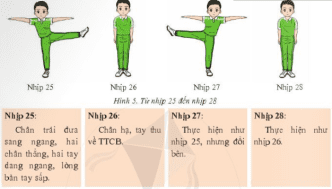 Nhịp 25
Nhịp 26
Nhịp 27
Nhịp 28
Hình 5. Từ nhịp 25 đến nhịp 28
Nhịp 25:
Chân trái đưa
sang ngang, hai
chân thẳng, hai tay
dang ngang, lòng
bàn tay sấp.
Nhịp 26:
Chân hạ, tay thu
về TTCB.
Nhịp 27:
Thực hiện như
nhịp 25, nhưng đổi
bên.
Nhịp 28:
Thực hiện như
nhịp 26.